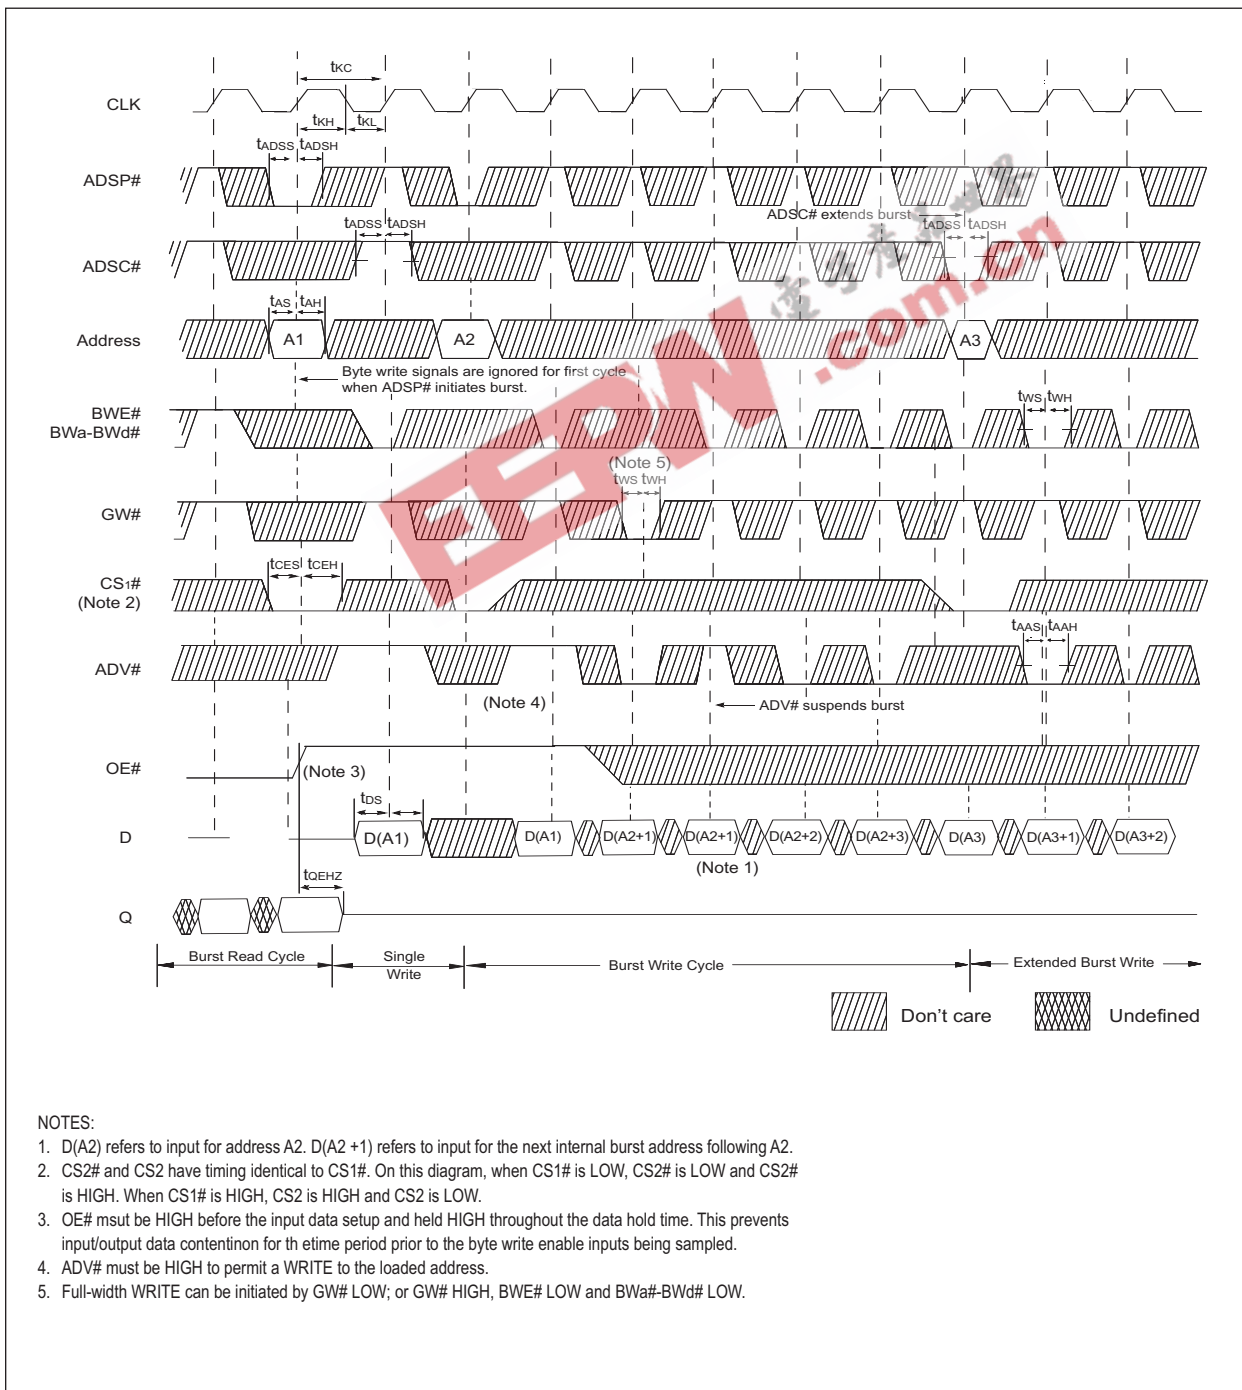 tKC
CLK
tKH tKL
tADSS tADSH
ADSP#
ADSC# extends burst
tADSS tADSH
tADSS tADSH
ADSC#
tAS tAH
Address
A1 A2 A3
Byte write signals are ignored for first cycle
when ADSP# initiates burst.
tWS tWH
BWE#
BWa-BWd#
(Note 5)
tWS tWH
GW#
tCES tCEH
CS1#
(Note 2)
tAAS tAAH
ADV#
(Note 4)
ADV# suspends burst
OE#
(Note 3)
tDS
D
D(A1) D(A1) D(A2+1) D(A2+1) D(A2+2) D(A2+3) D(A3) D(A3+1) D(A3+2)
(Note 1)
tQEHZ
Q
Burst Read Cycle
Single
Write
Burst Write Cycle
Extended Burst Write
Don't care
Undefined
EEPW
.com.cn
NOTES:
1. D(A2) refers to input for address A2. D(A2 +1) refers to input for the next internal burst address following A2.
2. CS2# and CS2 have timing identical to CS1#. On this diagram, when CS1# is LOW, CS2# is LOW and CS2#
is HIGH. When CS1# is HIGH, CS2 is HIGH and CS2 is LOW.
3. OE# msut be HIGH before the input data setup and held HIGH throughout the data hold time. This prevents
input/output data contentinon for th etime period prior to the byte write enable inputs being sampled.
4. ADV# must be HIGH to permit a WRITE to the loaded address.
5. Full-width WRITE can be initiated by GW# LOW; or GW# HIGH, BWE# LOW and BWa#-BWd# LOW.